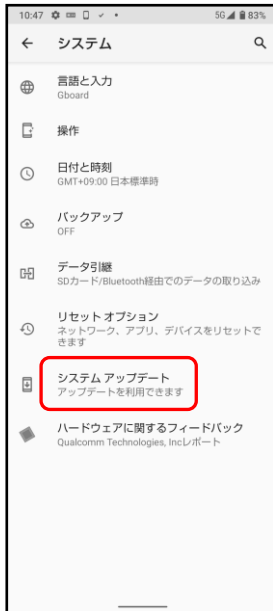 10:47 5G 83%
システム
言語と入力
Gboard
操作
日付と時刻
GMT+09:00 日本標準時
バックアップ
OFF
データ引継
SDカード/Bluetooth経由でのデータの取り込み
リセット オプション
ネットワーク、アプリ、デバイスをリセットで
きます
システム アップデート
アップデートを利用できます
ハードウェアに関するフィードバック
Qualcomm Technologies, Incレポート